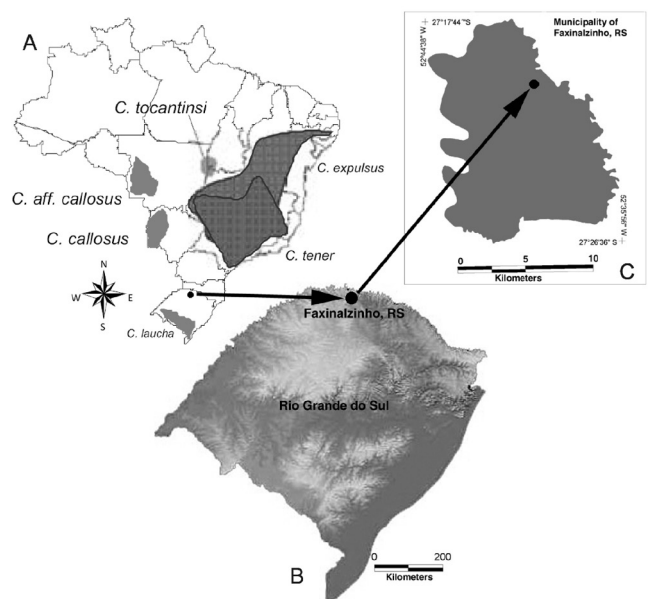 A
C. tocantinsi
C. expulsus
C. aff. callosus
C. callosus
C. tener
N
W E
S
C. laucha
Faxinalzinho, RS
Rio Grande do Sul
0 200
Kilometers
B
27°17'44"S
52°44'38" W
Municipality of
Faxinalzinho, RS
52°35'56" W
27°26'36" S
0 5 10
Kilometers
C